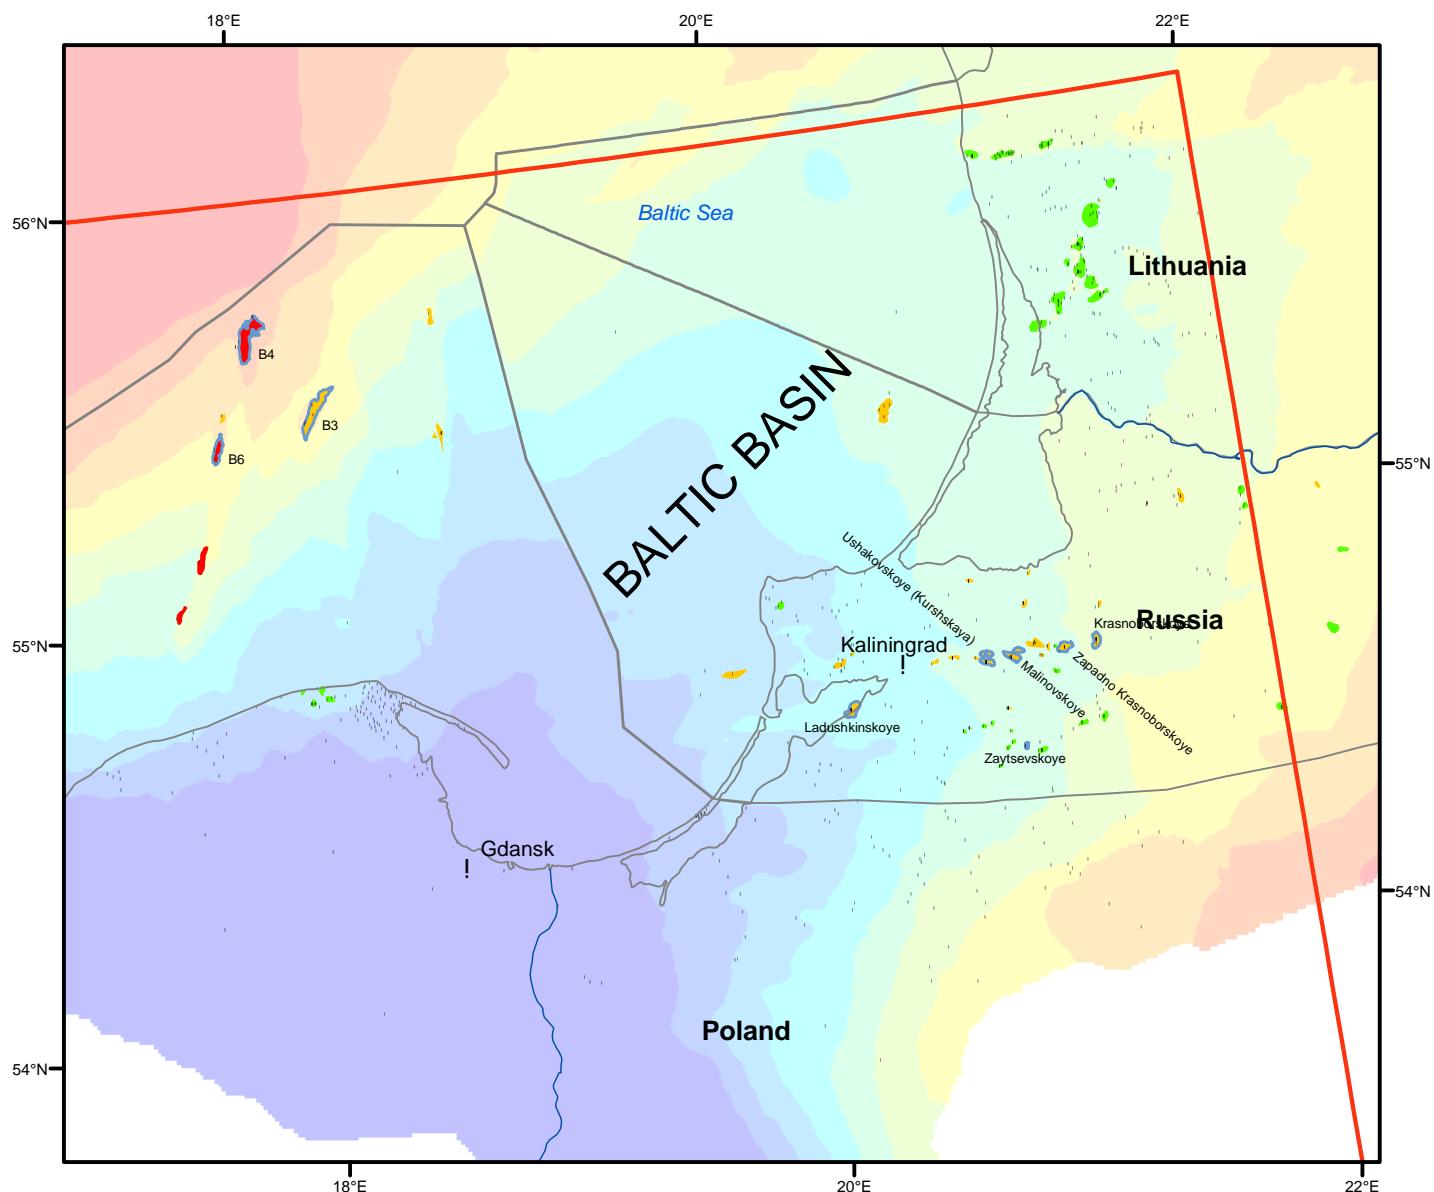 18°E
20°E
22°E
56°N
Baltic Sea
Lithuania
B4
B3
B6
55°N
BALTIC BASIN
Ushakovskoye (Kurshskaya)
Russia
Krasnoborskoye
55°N
Kaliningrad
!
Malinovskoye
Zapadno Krasnoborskoye
Ladushkinskoye
Zaytsevskoye
Gdansk
!
54°N
Poland
54°N
18°E
20°E
22°E